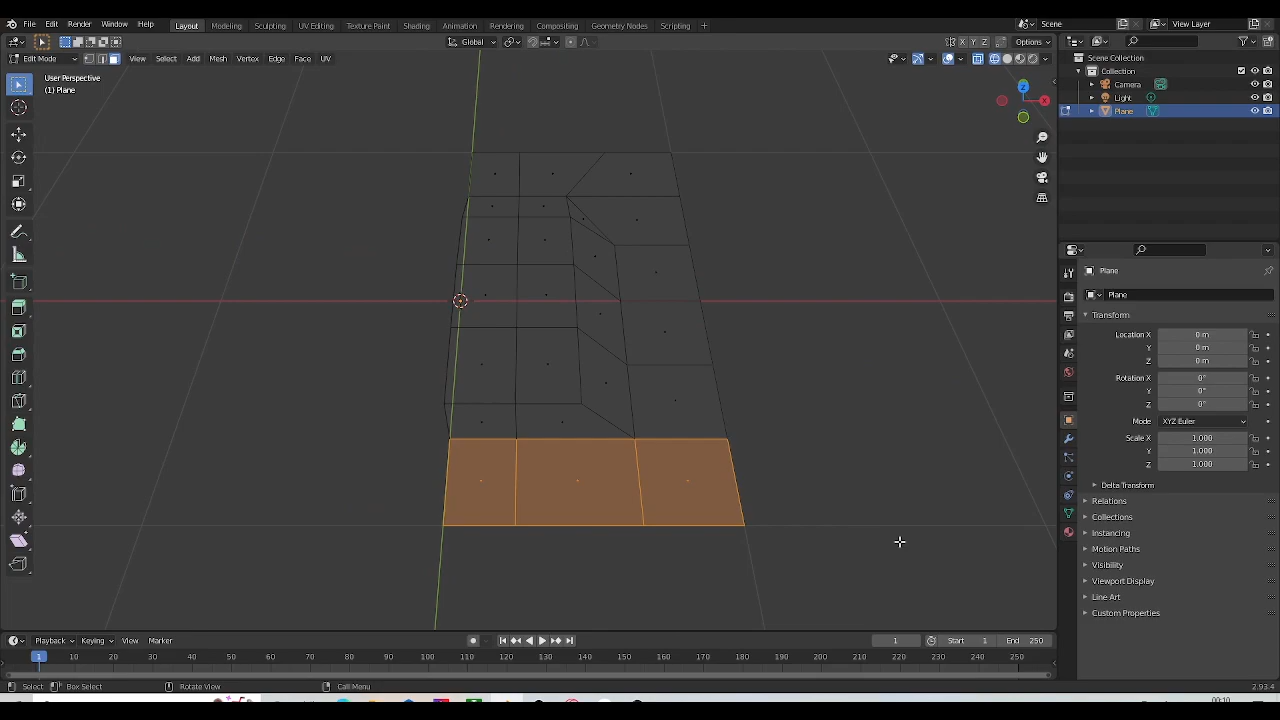 File Edit Render Window Help Layout Modeling Sculpting UV Editing Texture Paint Shading Animation Rendering Compositing Geometry Nodes Scripting + Scene View Layer
Global X Y Z Options
Edit Mode View Select Add Mesh Vertex Edge Face UV
User Perspective
(1) Plane
Z
X
Scene Collection
Collection
Camera
Light
Plane
Plane
Plane
Transform
Location X 0 m
Y 0 m
Z 0 m
Rotation X 0°
Y 0°
Z 0°
Mode XYZ Euler
Scale X 1.000
Y 1.000
Z 1.000
Delta Transform
Relations
Collections
Instancing
Motion Paths
Visibility
Viewport Display
Line Art
Custom Properties
Playback Keying View Marker 1 Start 1 End 250
1 10 20 30 40 50 60 70 80 90 100 110 120 130 140 150 160 170 180 190 200 210 220 230 240 250
Select Box Select Rotate View Call Menu 2.93.4
00:10